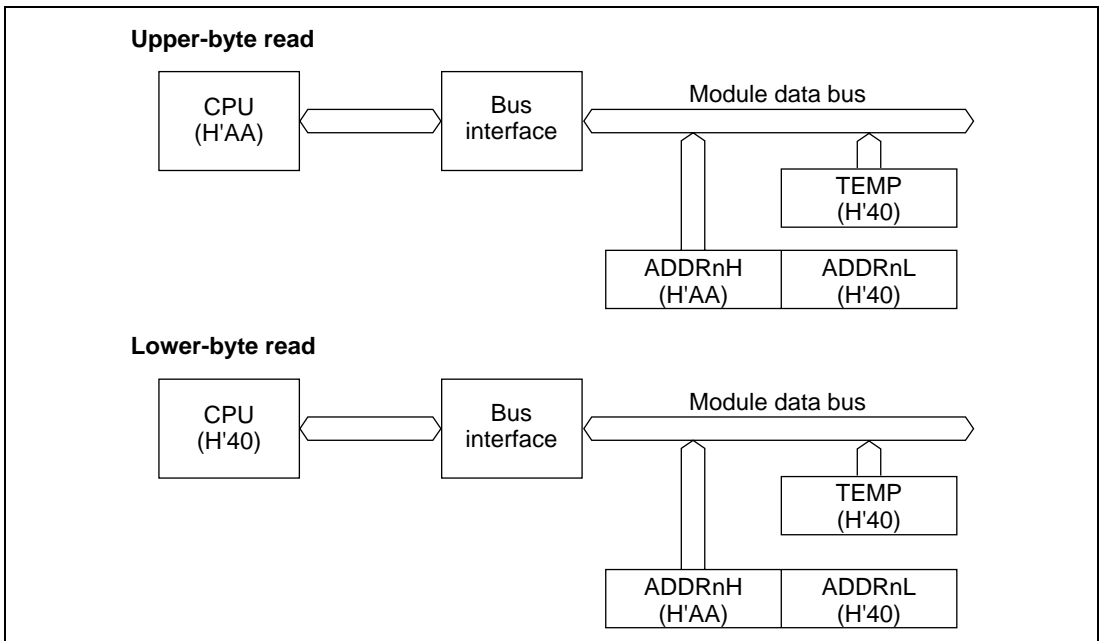 Upper-byte read
CPU
(H'AA)
Bus
interface
Module data bus
TEMP
(H'40)
ADDRnH
(H'AA)
ADDRnL
(H'40)
Lower-byte read
CPU
(H'40)
Bus
interface
Module data bus
TEMP
(H'40)
ADDRnH
(H'AA)
ADDRnL
(H'40)